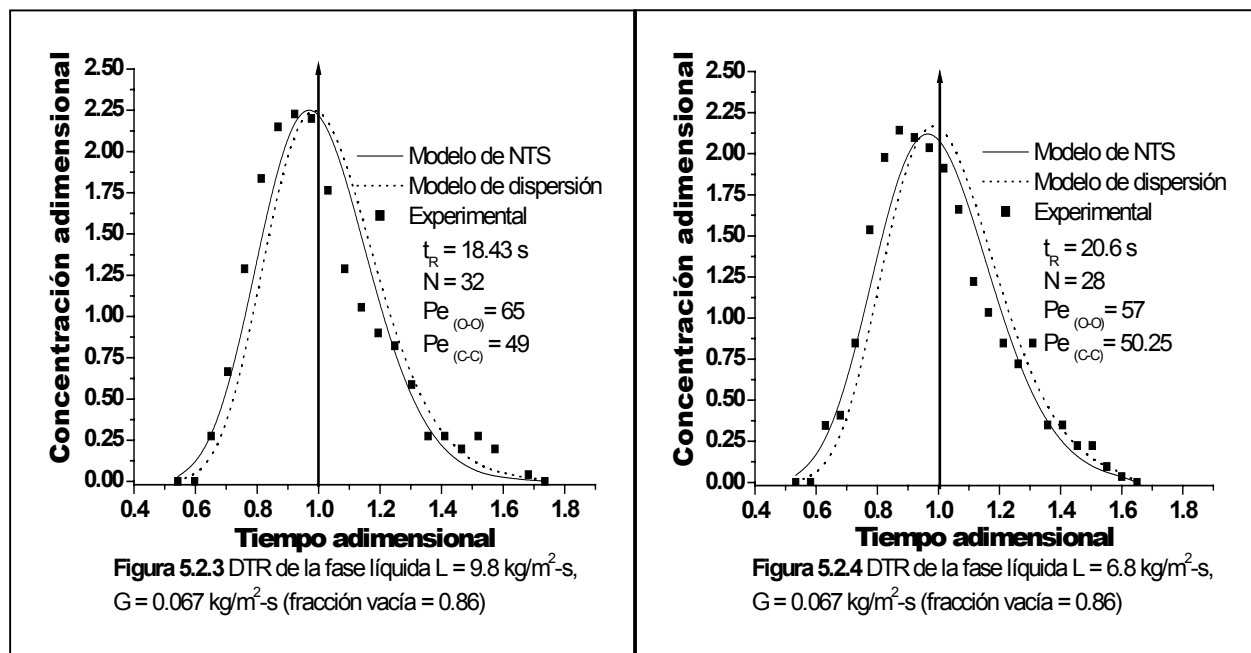 2.50
2.25
2.00
1.75
1.50
1.25
1.00
0.75
0.50
0.25
0.00
Concentración adimensional
Modelo de NTS
Modelo de dispersión
Experimental
t_R = 18.43 s
N = 32
Pe (O-O) = 65
Pe (C-C) = 49
0.4 0.6 0.8 1.0 1.2 1.4 1.6 1.8
Tiempo adimensional
Figura 5.2.3 DTR de la fase líquida L = 9.8 kg/m²-s,
G = 0.067 kg/m²-s (fracción vacía = 0.86)
2.50
2.25
2.00
1.75
1.50
1.25
1.00
0.75
0.50
0.25
0.00
Concentración adimensional
Modelo de NTS
Modelo de dispersión
Experimental
t_R = 20.6 s
N = 28
Pe (O-O) = 57
Pe (C-C) = 50.25
0.4 0.6 0.8 1.0 1.2 1.4 1.6 1.8
Tiempo adimensional
Figura 5.2.4 DTR de la fase líquida L = 6.8 kg/m²-s,
G = 0.067 kg/m²-s (fracción vacía = 0.86)